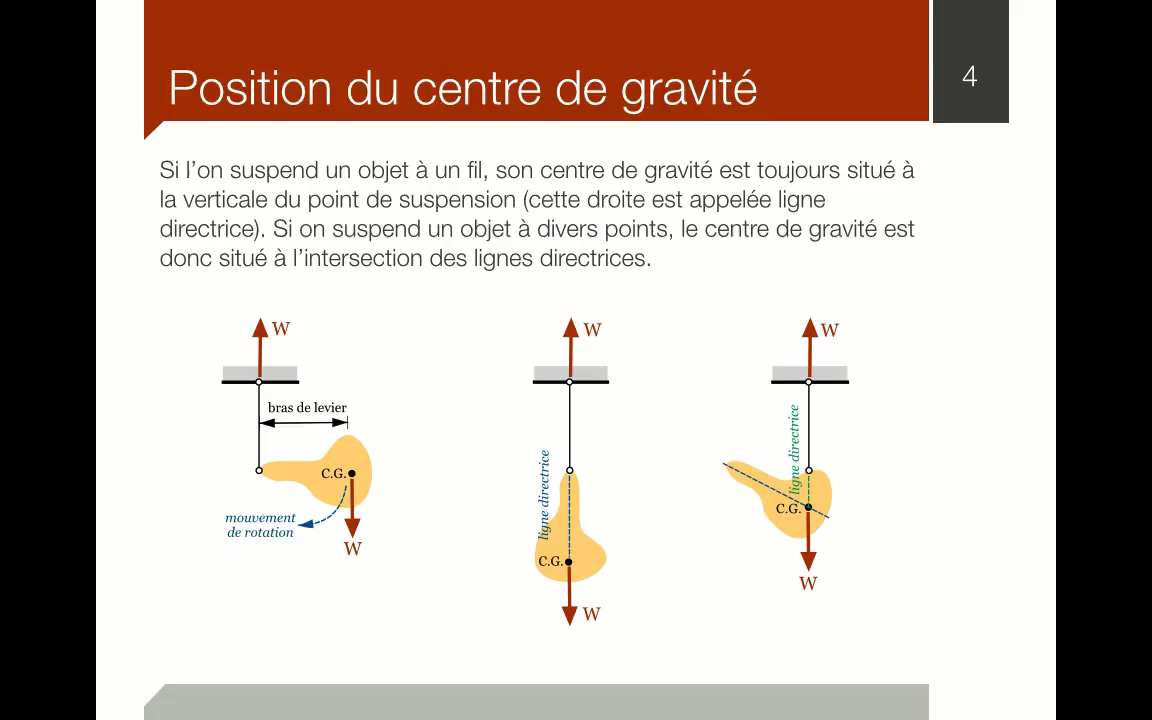 Position du centre de gravité
4
Si l’on suspend un objet à un fil, son centre de gravité est toujours situé à
la verticale du point de suspension (cette droite est appelée ligne
directrice). Si on suspend un objet à divers points, le centre de gravité est
donc situé à l’intersection des lignes directrices.
W
bras de levier
C.G.
mouvement
de rotation
W
W
ligne directrice
C.G.
W
W
ligne directrice
C.G.
W